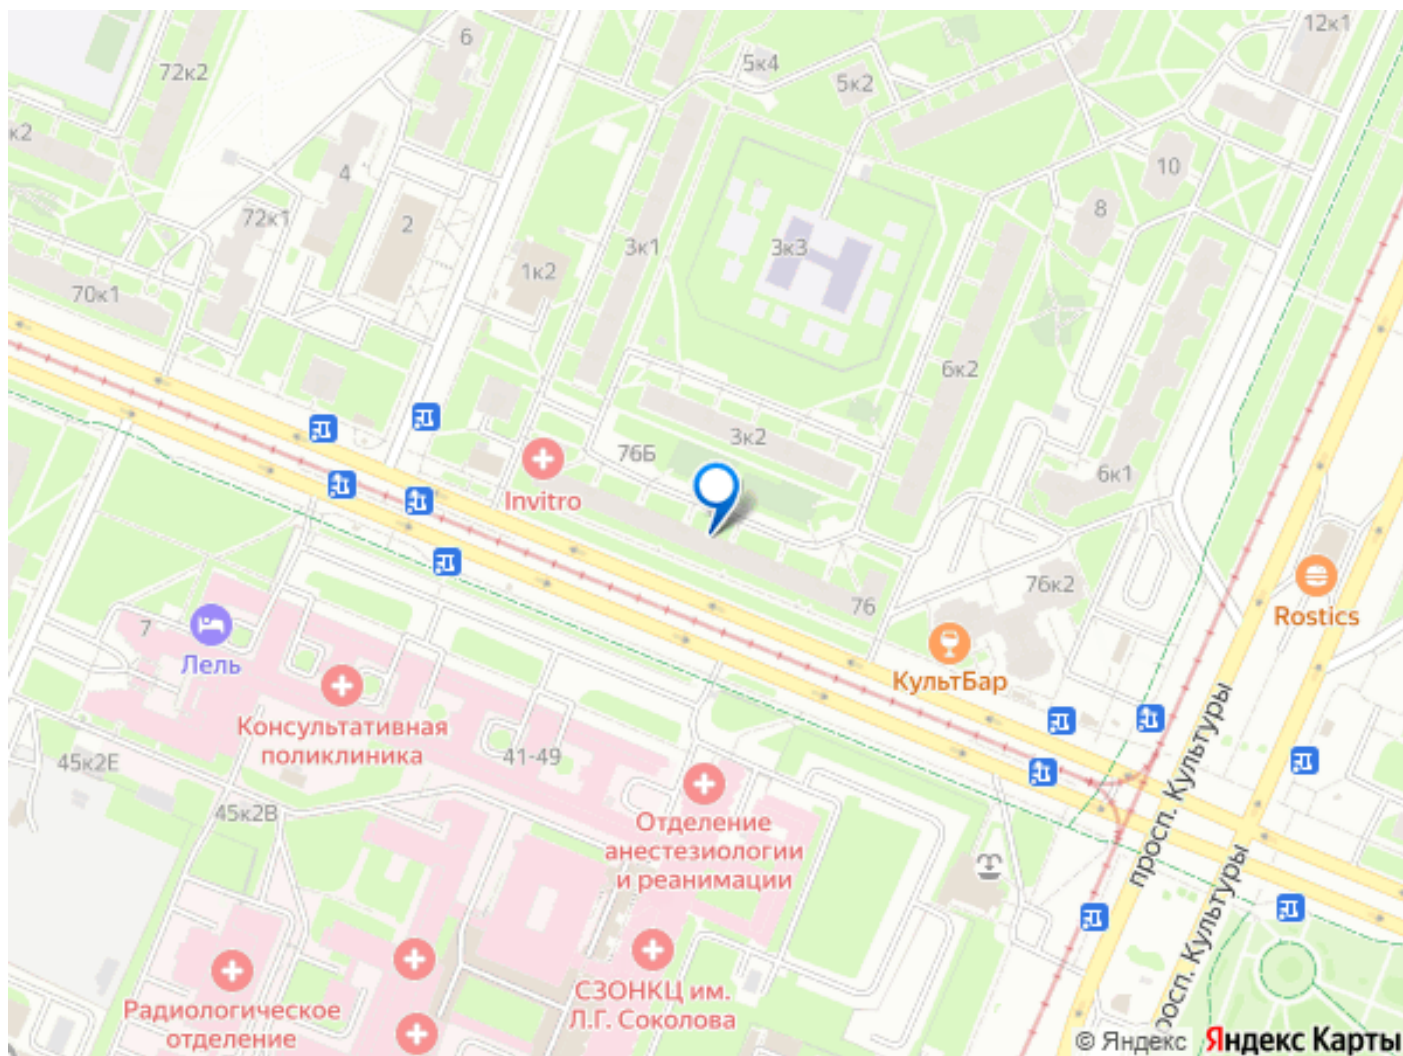 6
12к1
72к2
5к4
5к2
к2
4
10
72к1
2
8
3к1
3к3
1к2
70к1
6к2
3к2
76Б
6к1
Invitro
76
76к2
Rostics
7
Лель
КультБар
Консультативная
поликлиника
41-49
45к2Е
просп. Культуры
45к2В
Отделение
анестезиологии
и реанимации
просп. Культуры
СЗОНКЦ им.
Л.Г. Соколова
Радиологическое
отделение
© Яндекс Яндекс Карты